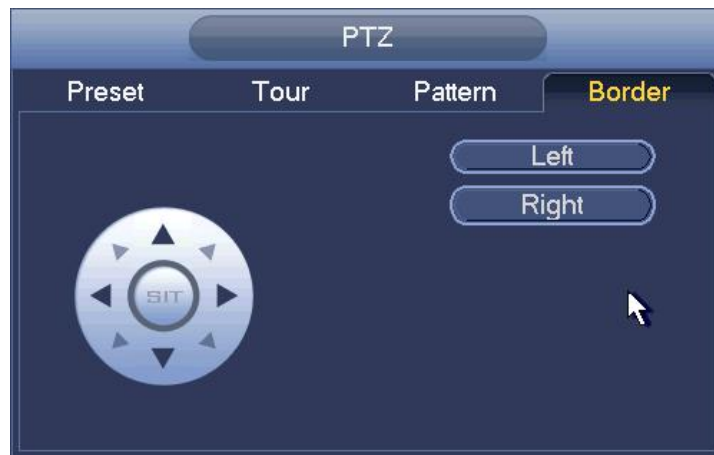 PTZ
Preset Tour Pattern Border
Left
Right
SIT